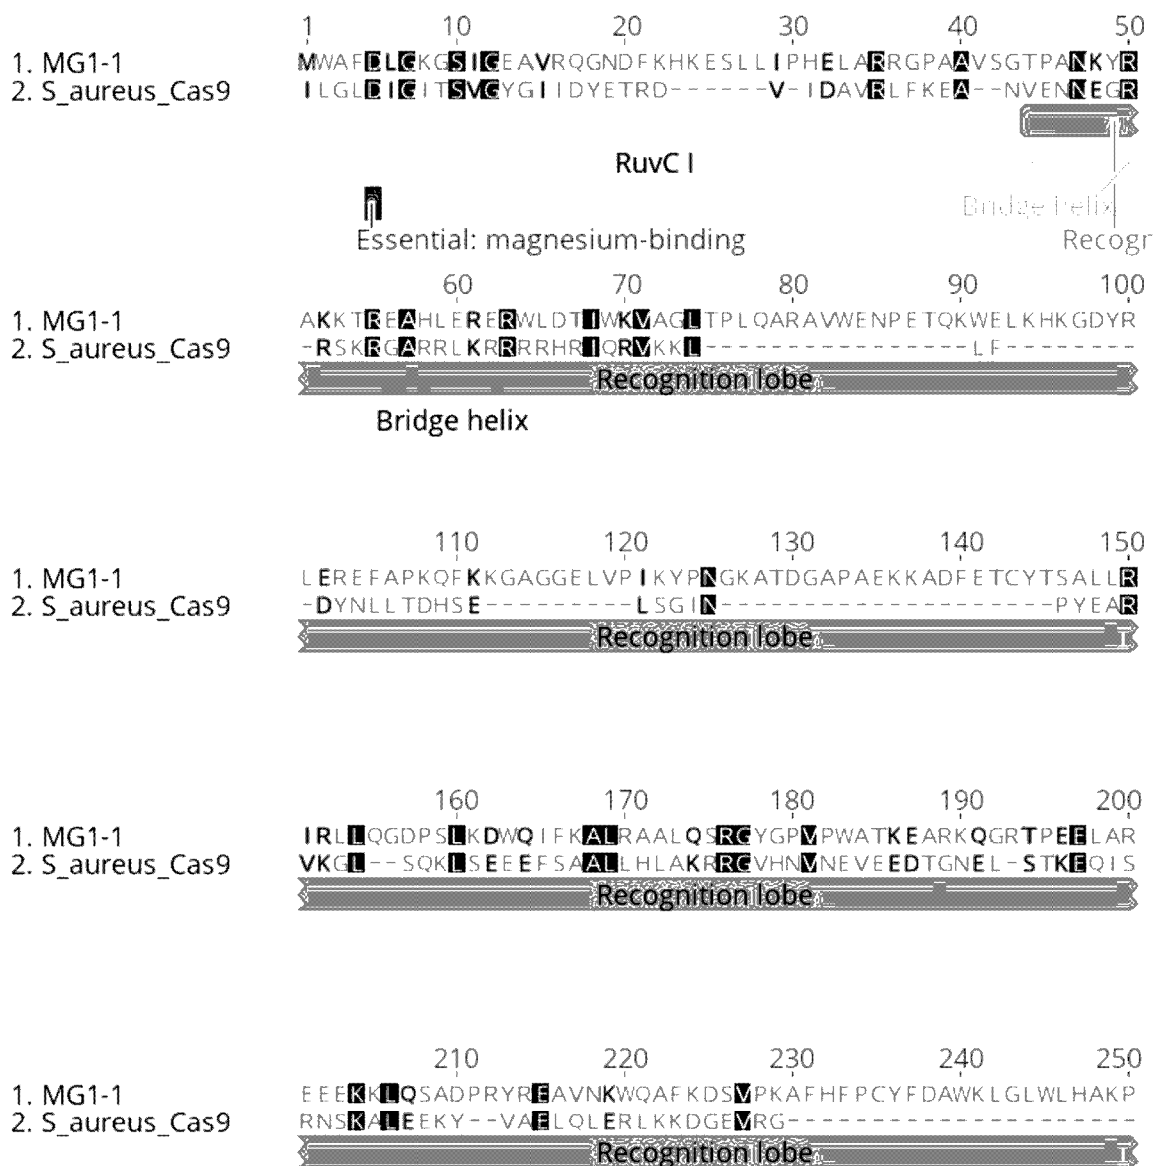 1 10 20 30 40 50
1. MG1-1 MWAFDLGKGSIGEAVRQGNDFKHKESLLIPHELARRGPAAVSGTPANKYR
2. S_aureus_Cas9 ILGLDIGITSVGYGIIDYETRD------V-IDAVRLFKEA--NVENNEGR
RuvC I
Bridge helix
Essential: magnesium-binding Recogr
60 70 80 90 100
1. MG1-1 AKKTREAHLERERWLDTIWKVAGLTPLQARAVWENPETQKWELKHKGDYR
2. S_aureus_Cas9 -RSKRGARRLKRRRRHRIQRVKKL----------------LF--------
Recognition lobe
Bridge helix
110 120 130 140 150
1. MG1-1 LEREFAPKQFKKGAGGELVPIKYPNGKATDGAPAEKKADFETCYTSALLR
2. S_aureus_Cas9 -DYNLLTDHSE---------LSGIN--------------------PYEAR
Recognition lobe
160 170 180 190 200
1. MG1-1 IRLLQGDPSLKDWQIFKALRAALQSRGYGPVPWATKEARKQGRTPEELAR
2. S_aureus_Cas9 VKGL--SQKLSEEEFSAALLHLAKRRGVHNVNEVEEDTGNEL-STKEQIS
Recognition lobe
210 220 230 240 250
1. MG1-1 EEEKKLQSADPRYREAVNKWQAFKDSVPKAFHFPCYFDAWKLGLWLHAKP
2. S_aureus_Cas9 RNSKALEEKY--VAELQLERLKKDGEVRG---------------------
Recognition lobe